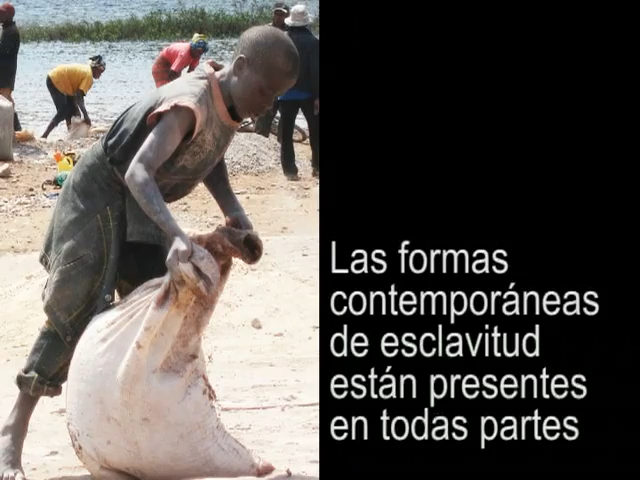 Las formas
contemporáneas
de esclavitud
están presentes
en todas partes